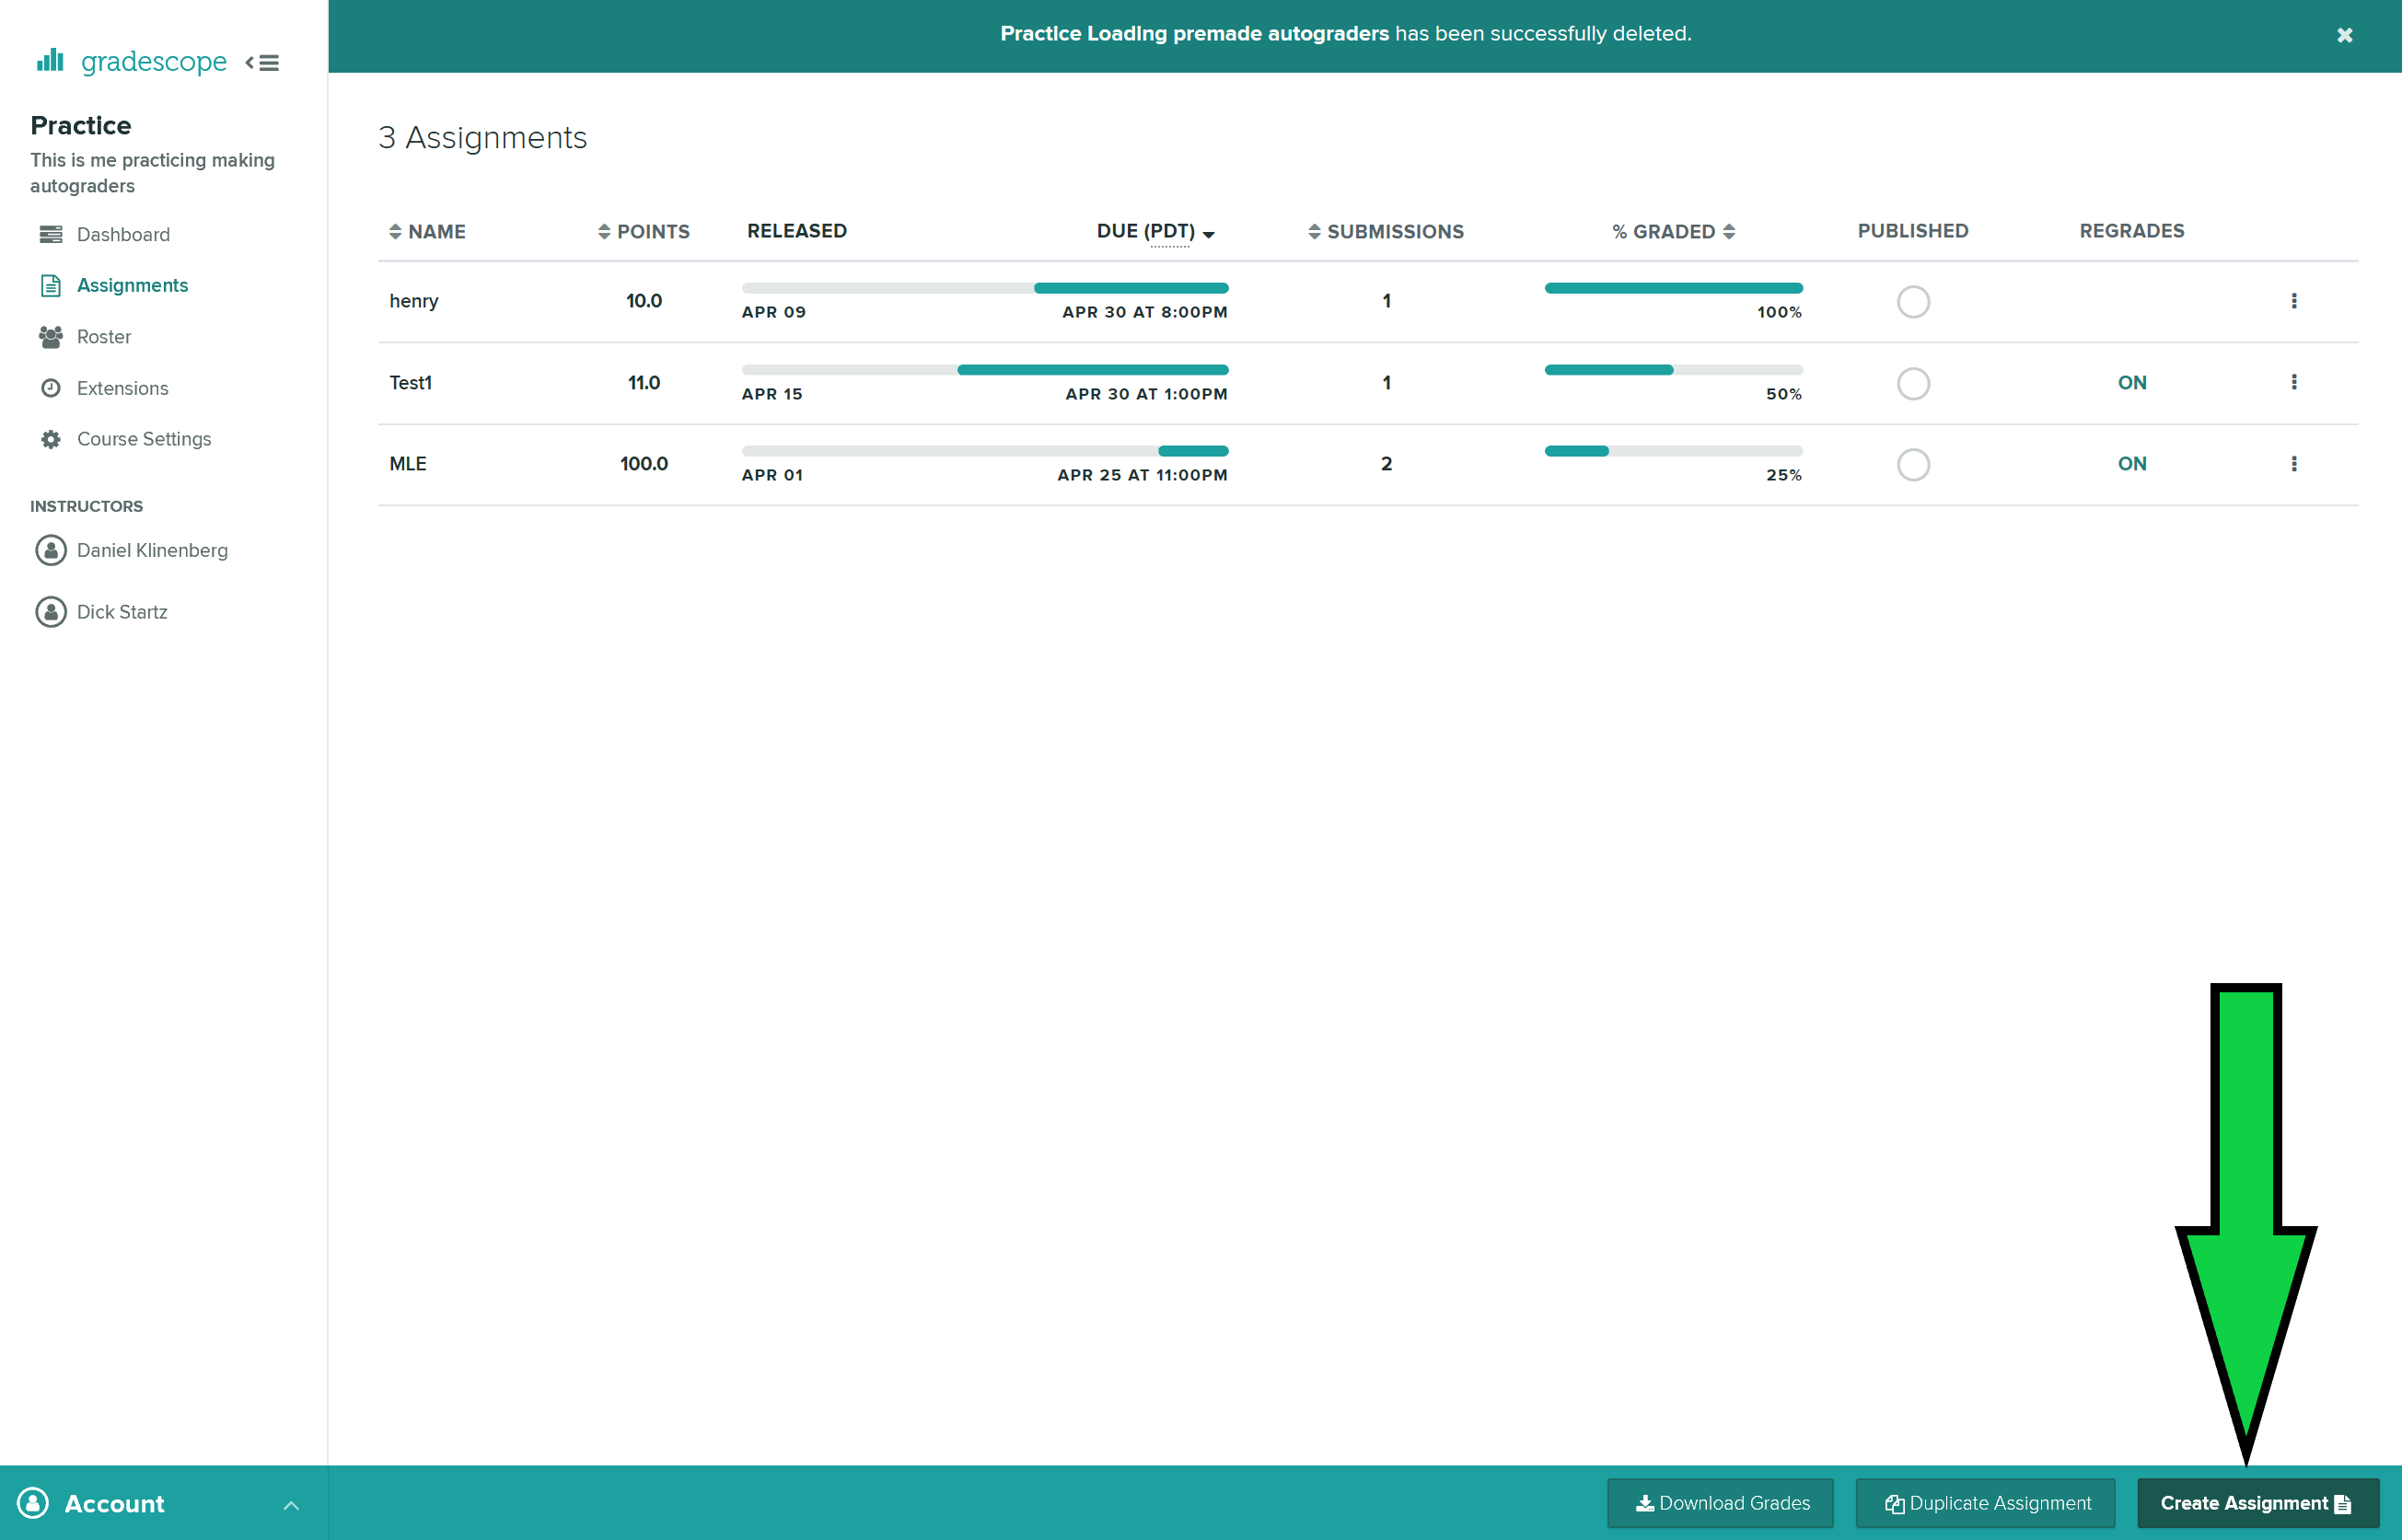 gradescope
Practice
This is me practicing making
autograders
Dashboard
Assignments
Roster
Extensions
Course Settings
INSTRUCTORS
Daniel Klinenberg
Dick Startz
Account
Practice Loading premade autograders has been successfully deleted.
3 Assignments
NAME POINTS RELEASED DUE (PDT) SUBMISSIONS % GRADED PUBLISHED REGRADES
henry 10.0 APR 09 APR 30 AT 8:00PM 1 100%
Test1 11.0 APR 15 APR 30 AT 1:00PM 1 50% ON
MLE 100.0 APR 01 APR 25 AT 11:00PM 2 25% ON
Download Grades Duplicate Assignment Create Assignment